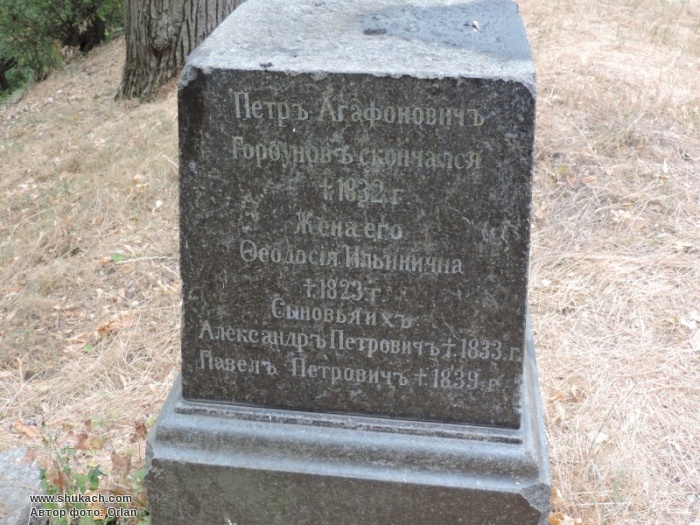 Петръ Агафоновичъ
Горбуновъ скончался
†1832 г.
Жена его
Ѳеодосія Ильинична
†1823 г.
Сыновья ихъ
Александръ Петровичъ †.1833. г.
Павелъ Петровичъ †1839. г.
www.shukach.com
Автор фото: Orlan